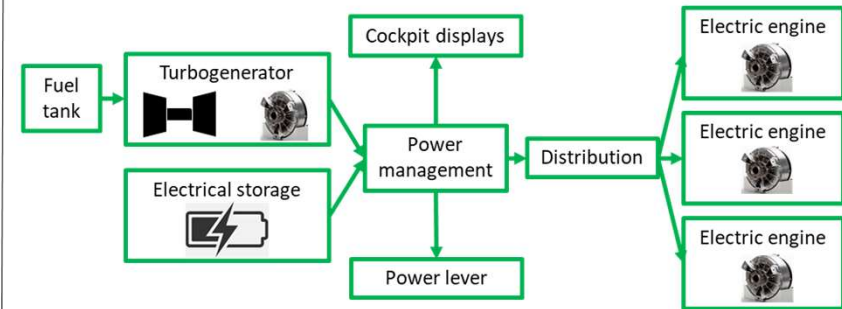 Fuel
tank
Turbogenerator
Electrical storage
Cockpit displays
Power
management
Power lever
Distribution
Electric engine
Electric engine
Electric engine